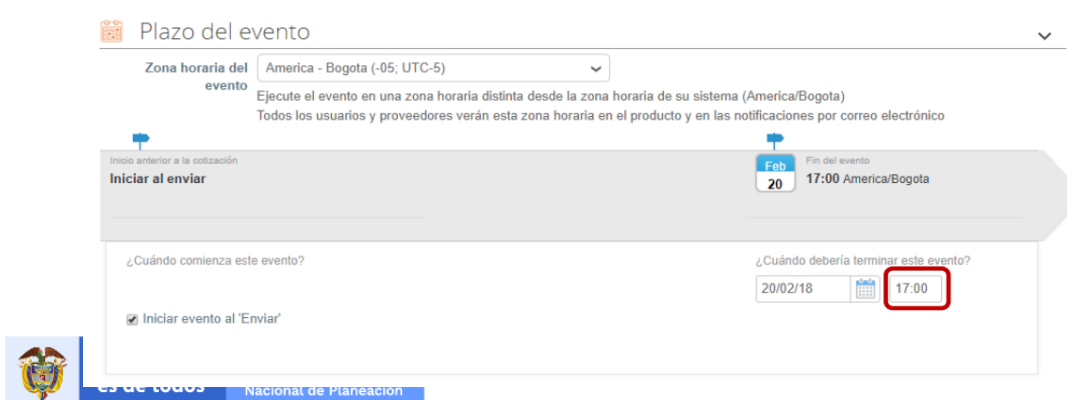 Plazo del evento
Zona horaria del evento
America - Bogota (-05; UTC-5)
Ejecute el evento en una zona horaria distinta desde la zona horaria de su sistema (America/Bogota)
Todos los usuarios y proveedores verán esta zona horaria en el producto y en las notificaciones por correo electrónico
Inicio anterior a la cotización
Iniciar al enviar
Feb
20
Fin del evento
17:00 America/Bogota
¿Cuándo comienza este evento?
¿Cuándo debería terminar este evento?
20/02/18
17:00
Iniciar evento al 'Enviar'
es de todos
Nacional de Planeación